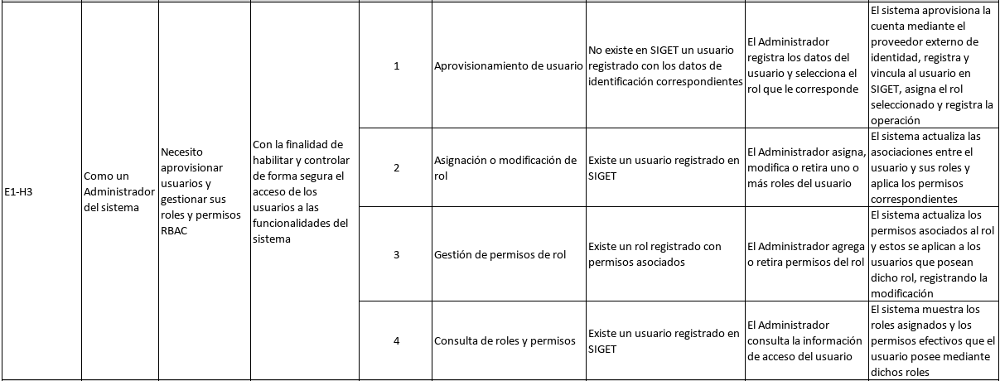 E1-H3
Como un
Administrador
del sistema
Necesito
aprovisionar
usuarios y
gestionar sus
roles y permisos
RBAC
Con la finalidad de
habilitar y controlar
de forma segura el
acceso de los
usuarios a las
funcionalidades del
sistema
1
Aprovisionamiento de usuario
No existe en SIGET un usuario
registrado con los datos de
identificación correspondientes
El Administrador
registra los datos del
usuario y selecciona el
rol que le corresponde
El sistema aprovisiona la
cuenta mediante el
proveedor externo de
identidad, registra y
vincula al usuario en
SIGET, asigna el rol
seleccionado y registra la
operación
2
Asignación o modificación de
rol
Existe un usuario registrado en
SIGET
El Administrador asigna,
modifica o retira uno o
más roles del usuario
El sistema actualiza las
asociaciones entre el
usuario y sus roles y
aplica los permisos
correspondientes
3
Gestión de permisos de rol
Existe un rol registrado con
permisos asociados
El Administrador agrega
o retira permisos del rol
El sistema actualiza los
permisos asociados al rol
y estos se aplican a los
usuarios que posean
dicho rol, registrando la
modificación
4
Consulta de roles y permisos
Existe un usuario registrado en
SIGET
El Administrador
consulta la información
de acceso del usuario
El sistema muestra los
roles asignados y los
permisos efectivos que el
usuario posee mediante
dichos roles